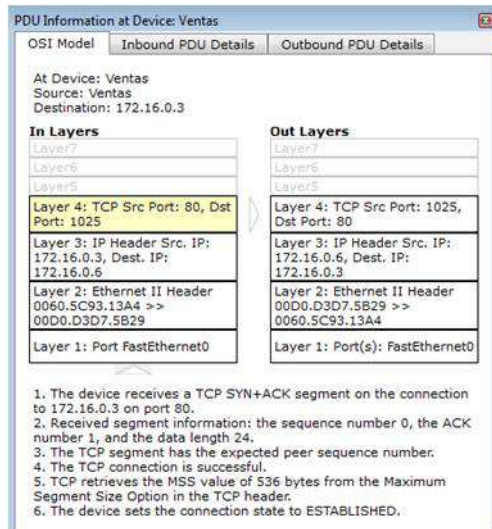 PDU Information at Device: Ventas
OSI Model
Inbound PDU Details
Outbound PDU Details
At Device: Ventas
Source: Ventas
Destination: 172.16.0.3
In Layers
Layer7
Layer6
Layer5
Layer 4: TCP Src Port: 80, Dst
Port: 1025
Layer 3: IP Header Src. IP:
172.16.0.3, Dest. IP:
172.16.0.6
Layer 2: Ethernet II Header
0060.5C93.13A4 >>
00D0.D3D7.5B29
Layer 1: Port FastEthernet0
Out Layers
Layer7
Layer6
Layer5
Layer 4: TCP Src Port: 1025,
Dst Port: 80
Layer 3: IP Header Src. IP:
172.16.0.6, Dest. IP:
172.16.0.3
Layer 2: Ethernet II Header
00D0.D3D7.5B29 >>
0060.5C93.13A4
Layer 1: Port(s): FastEthernet0
1. The device receives a TCP SYN+ACK segment on the connection
to 172.16.0.3 on port 80.
2. Received segment information: the sequence number 0, the ACK
number 1, and the data length 24.
3. The TCP segment has the expected peer sequence number.
4. The TCP connection is successful.
5. TCP retrieves the MSS value of 536 bytes from the Maximum
Segment Size Option in the TCP header.
6. The device sets the connection state to ESTABLISHED.